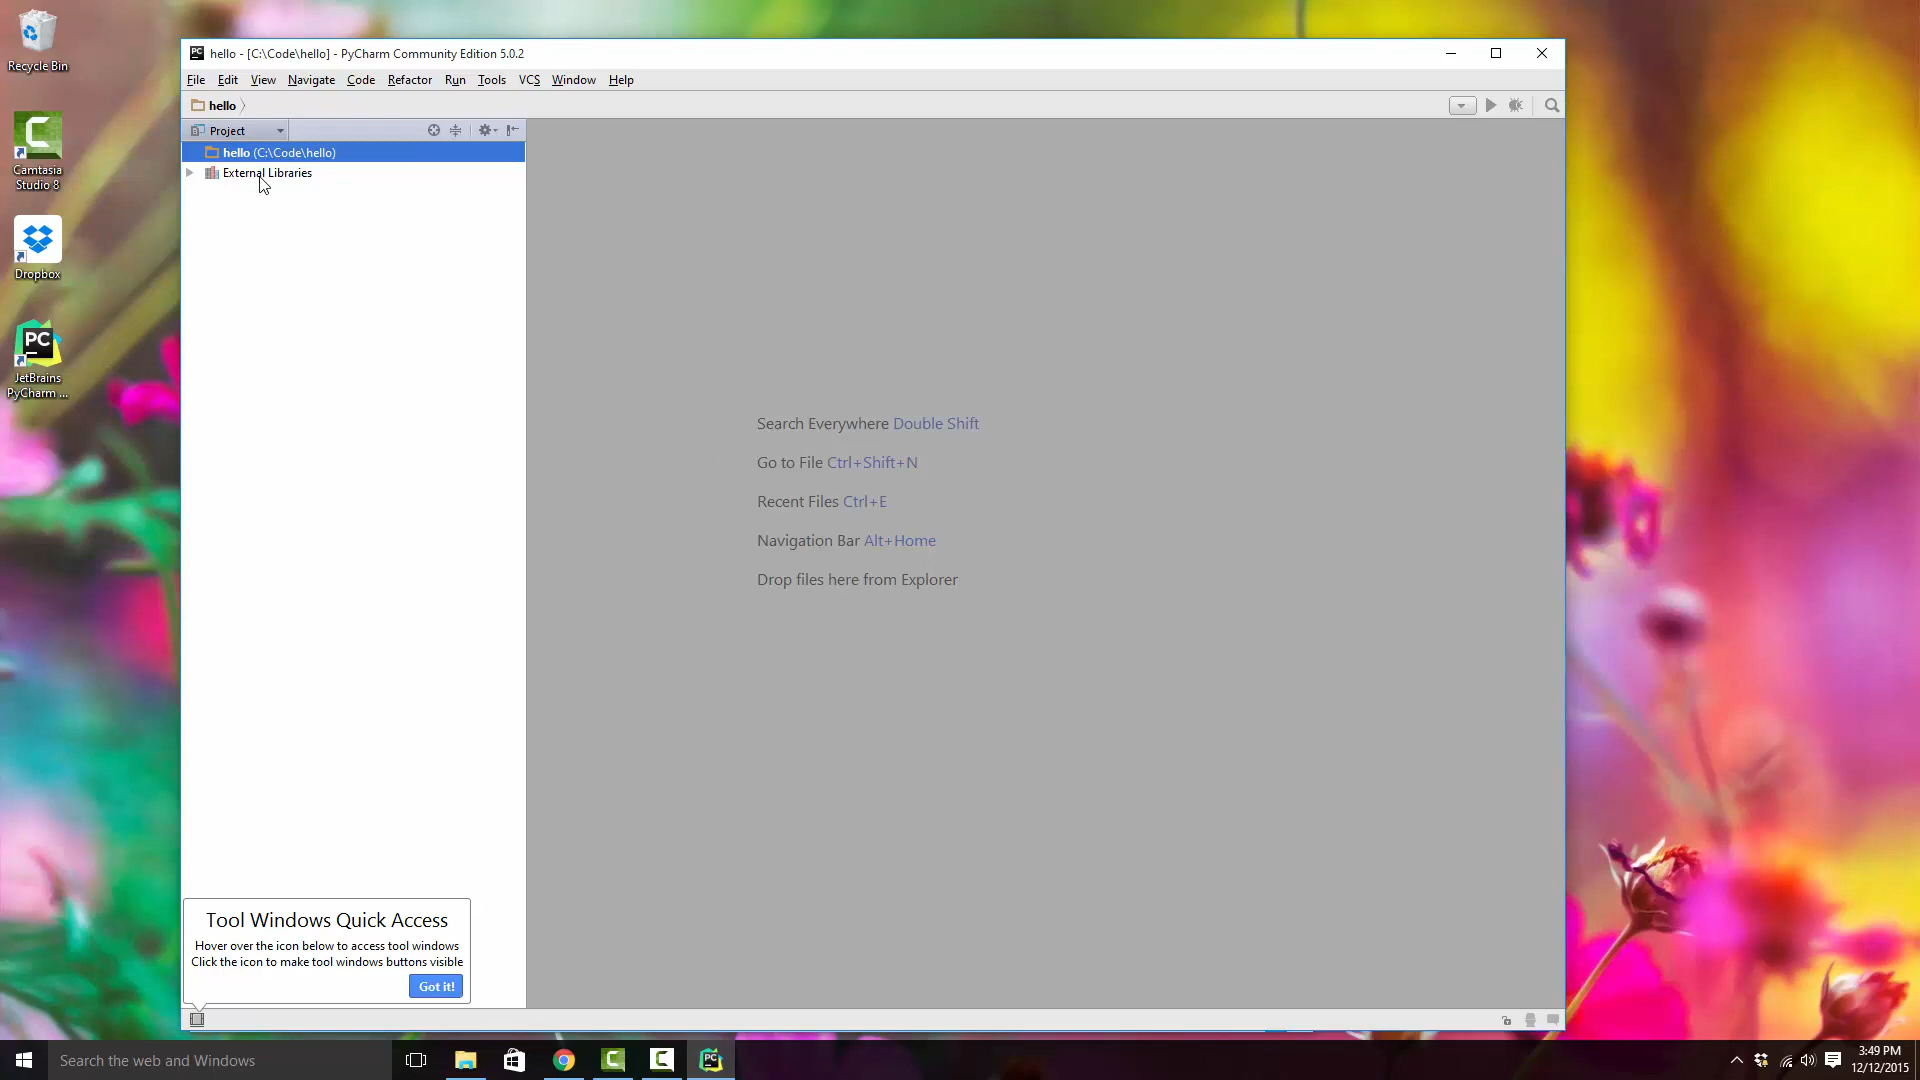 Recycle Bin
Camtasia
Studio 8
Dropbox
JetBrains
PyCharm ...
hello - [C:\Code\hello] - PyCharm Community Edition 5.0.2
File Edit View Navigate Code Refactor Run Tools VCS Window Help
hello
Project
hello (C:\Code\hello)
External Libraries
Search Everywhere Double Shift
Go to File Ctrl+Shift+N
Recent Files Ctrl+E
Navigation Bar Alt+Home
Drop files here from Explorer
Tool Windows Quick Access
Hover over the icon below to access tool windows
Click the icon to make tool windows buttons visible
Got it!
Search the web and Windows
3:49 PM
12/12/2015